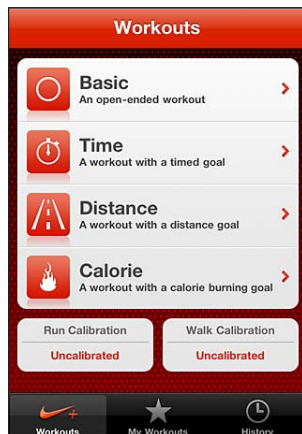 Workouts
Basic
An open-ended workout
Time
A workout with a timed goal
Distance
A workout with a distance goal
Calorie
A workout with a calorie burning goal
Run Calibration
Uncalibrated
Walk Calibration
Uncalibrated
Workouts
My Workouts
History